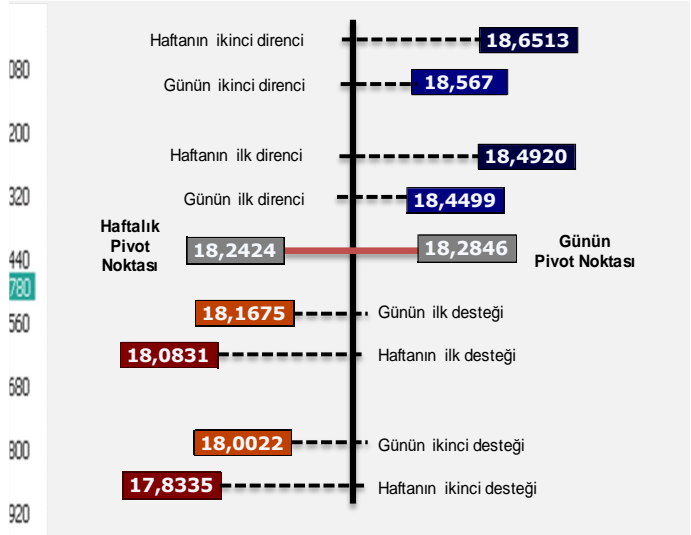 Haftanın ikinci direnci
18,6513
080
Günün ikinci direnci
18,567
200
Haftanın ilk direnci
18,4920
320
Günün ilk direnci
18,4499
Haftalık
Pivot
Noktası
18,2424
18,2846
Günün
Pivot Noktası
440
780
Günün ilk desteği
18,1675
560
Haftanın ilk desteği
18,0831
680
Günün ikinci desteği
18,0022
800
Haftanın ikinci desteği
17,8335
920